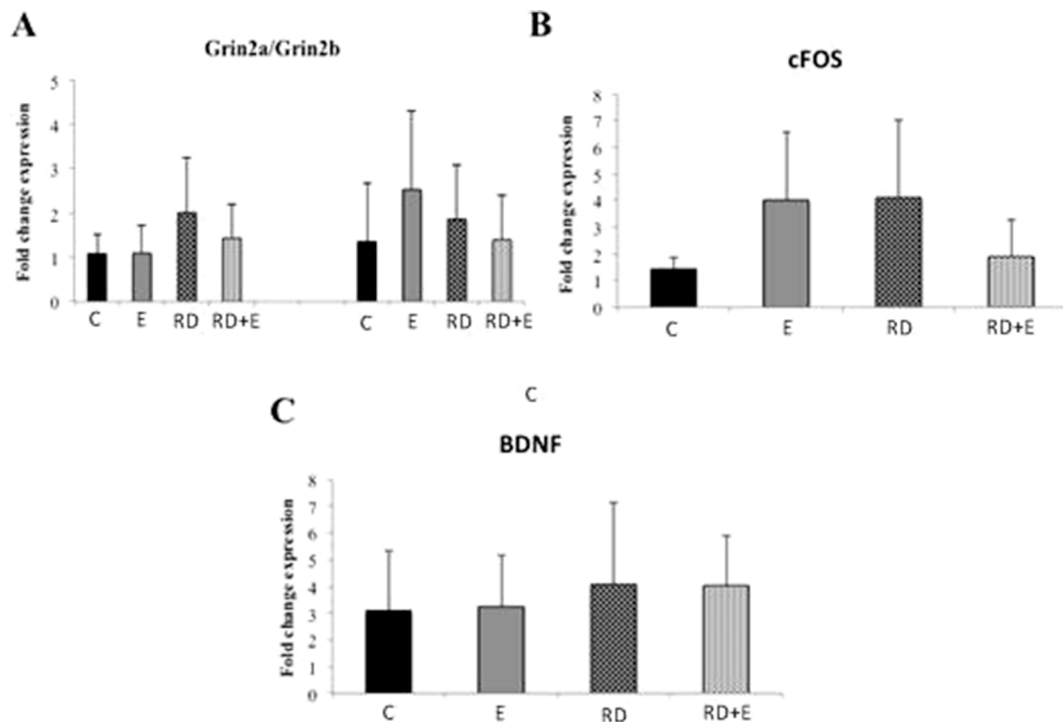 A
Grin2a/Grin2b
Fold change expression
5
4
3
2
1
0
C E RD RD+E C E RD RD+E
B
cFOS
Fold change expression
8
7
6
5
4
3
2
1
0
C E RD RD+E
C
C
BDNF
Fold change expression
8
7
6
5
4
3
2
1
0
C E RD RD+E